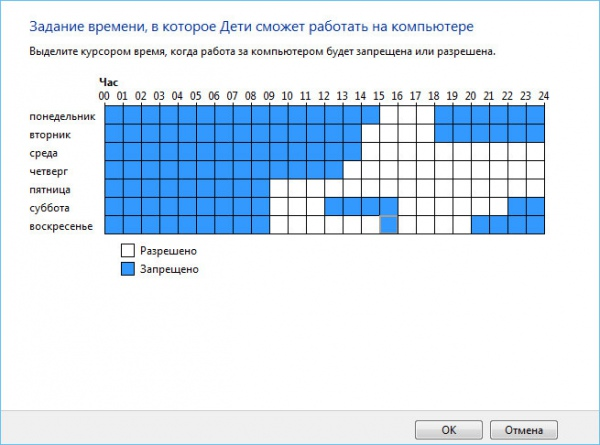 Задание времени, в которое Дети сможет работать на компьютере
Выделите курсором время, когда работа за компьютером будет запрещена или разрешена.
Час
00 01 02 03 04 05 06 07 08 09 10 11 12 13 14 15 16 17 18 19 20 21 22 23 24
понедельник
вторник
среда
четверг
пятница
суббота
воскресенье
Разрешено
Запрещено
ОК Отмена